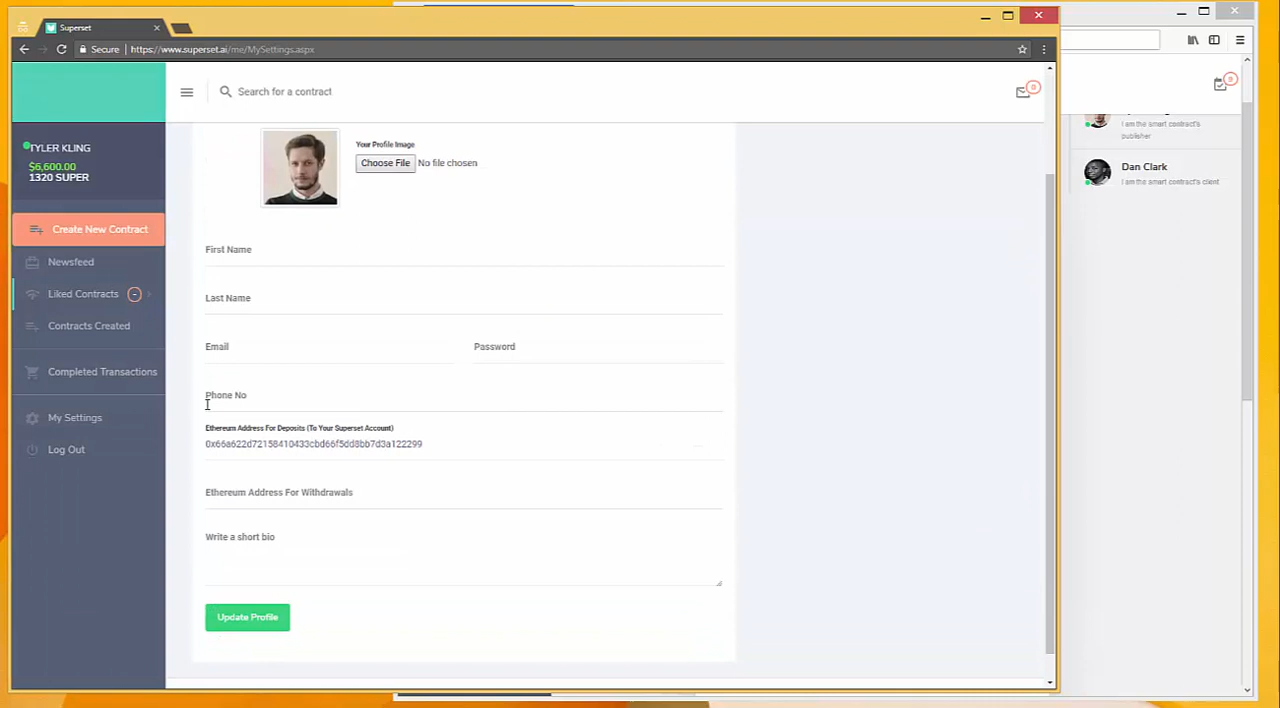 Superset
Secure
https://www.superset.ai/me/MySettings.aspx
Search for a contract
0
TYLER KLING
$6,600.00
1320 SUPER
Create New Contract
Newsfeed
Liked Contracts
Contracts Created
Completed Transactions
My Settings
Log Out
Your Profile Image
Choose File No file chosen
First Name
Last Name
Email Password
Phone No
Ethereum Address For Deposits (To Your Superset Account)
0x66a622d72158410433cbd66f5dd8bb7d3a122299
Ethereum Address For Withdrawals
Write a short bio
Update Profile
I am the smart contract's
publisher
Dan Clark
I am the smart contract's client